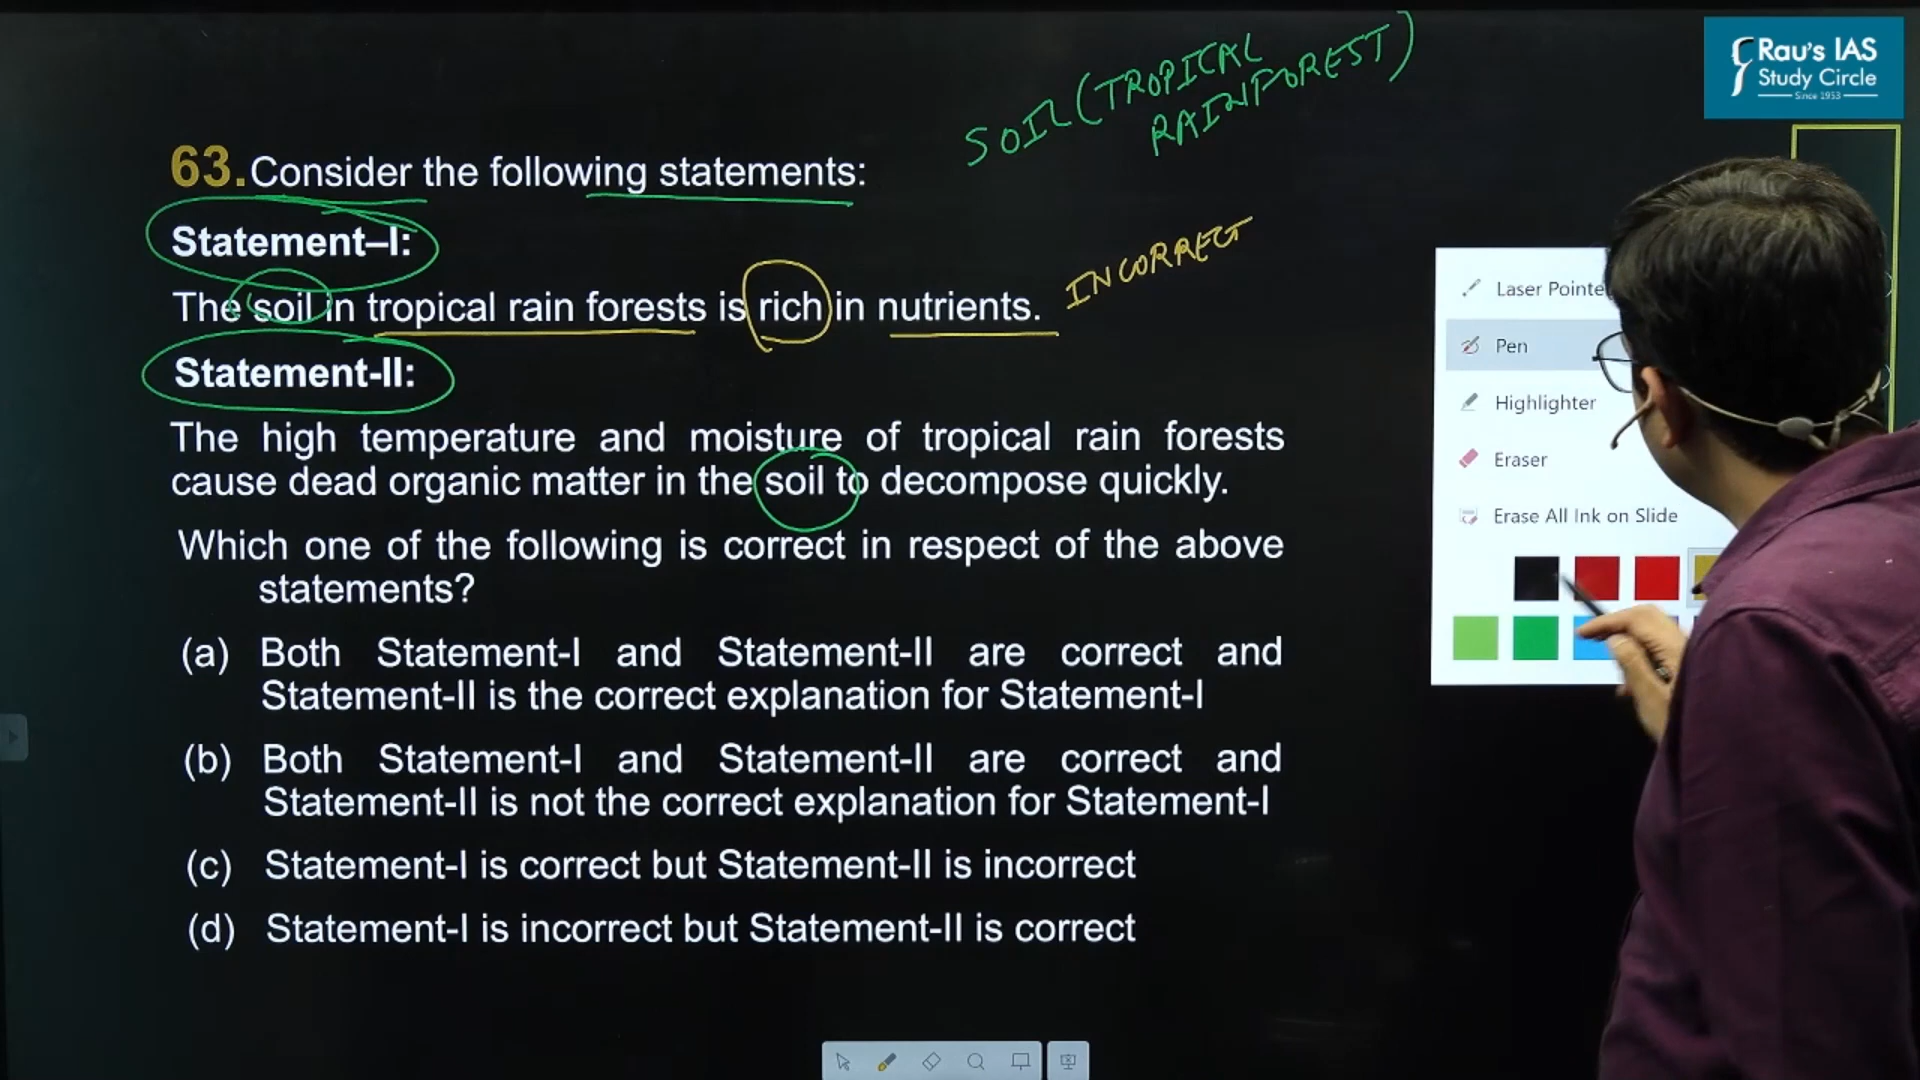 SOIL (TROPICAL
RAINFOREST)
Rau's IAS
Study Circle
Since 1953
63. Consider the following statements:
Statement–I:
The soil in tropical rain forests is rich in nutrients.
INCORRECT
Statement-II:
The high temperature and moisture of tropical rain forests
cause dead organic matter in the soil to decompose quickly.
Which one of the following is correct in respect of the above
statements?
(a) Both Statement-I and Statement-II are correct and
Statement-II is the correct explanation for Statement-I
(b) Both Statement-I and Statement-II are correct and
Statement-II is not the correct explanation for Statement-I
(c) Statement-I is correct but Statement-II is incorrect
(d) Statement-I is incorrect but Statement-II is correct
Laser Pointe
Pen
Highlighter
Eraser
Erase All Ink on Slide